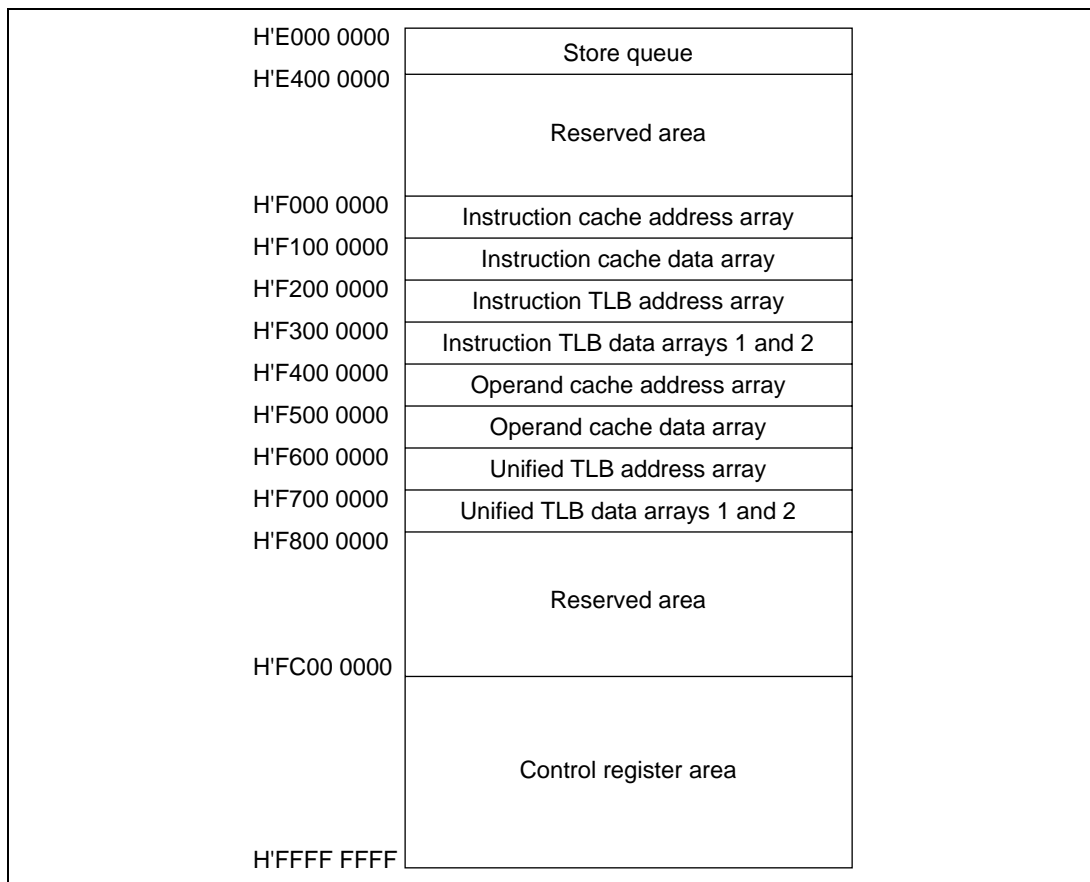 H'E000 0000
Store queue
H'E400 0000
Reserved area
H'F000 0000
Instruction cache address array
H'F100 0000
Instruction cache data array
H'F200 0000
Instruction TLB address array
H'F300 0000
Instruction TLB data arrays 1 and 2
H'F400 0000
Operand cache address array
H'F500 0000
Operand cache data array
H'F600 0000
Unified TLB address array
H'F700 0000
Unified TLB data arrays 1 and 2
H'F800 0000
Reserved area
H'FC00 0000
Control register area
H'FFFF FFFF